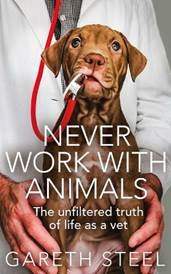 NEVER
WORK WITH
ANIMALS
The unfiltered truth
of life as a vet
GARETH STEEL